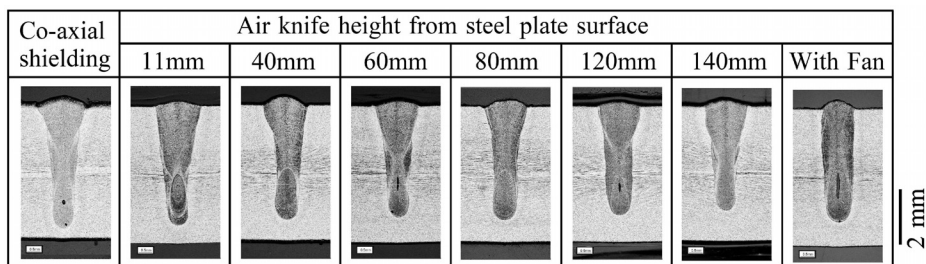 Co-axial
shielding
Air knife height from steel plate surface
11mm
40mm
60mm
80mm
120mm
140mm
With Fan
2 mm